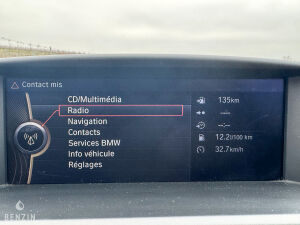 Contact mis
CD/Multimédia
Radio
Navigation
Contacts
Services BMW
Info véhicule
Réglages
135km
---
---
12.2l/100 km
32.7km/h
BENZIN